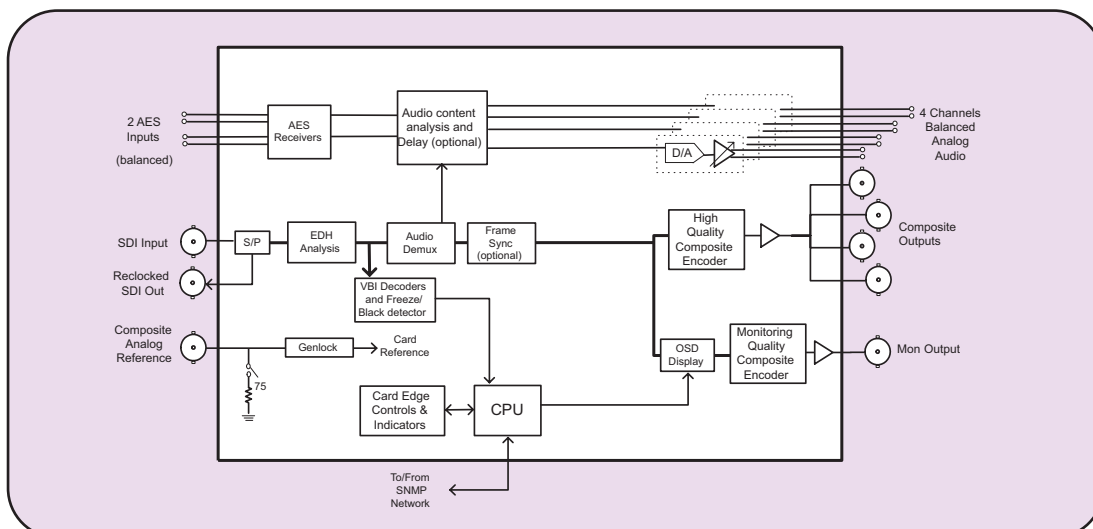 2 AES
Inputs
(balanced)
AES
Receivers
Audio content
analysis and
Delay (optional)
D/A
4 Channels
Balanced
Analog
Audio
SDI Input
S/P
EDH
Analysis
Audio
Demux
Frame
Sync
(optional)
High
Quality
Composite
Encoder
Composite
Outputs
Reclocked
SDI Out
VBI Decoders
and Freeze/
Black detector
Composite
Analog
Reference
Genlock
Card
Reference
75
OSD
Display
Monitoring
Quality
Composite
Encoder
Mon Output
Card Edge
Controls &
Indicators
CPU
To/From
SNMP
Network